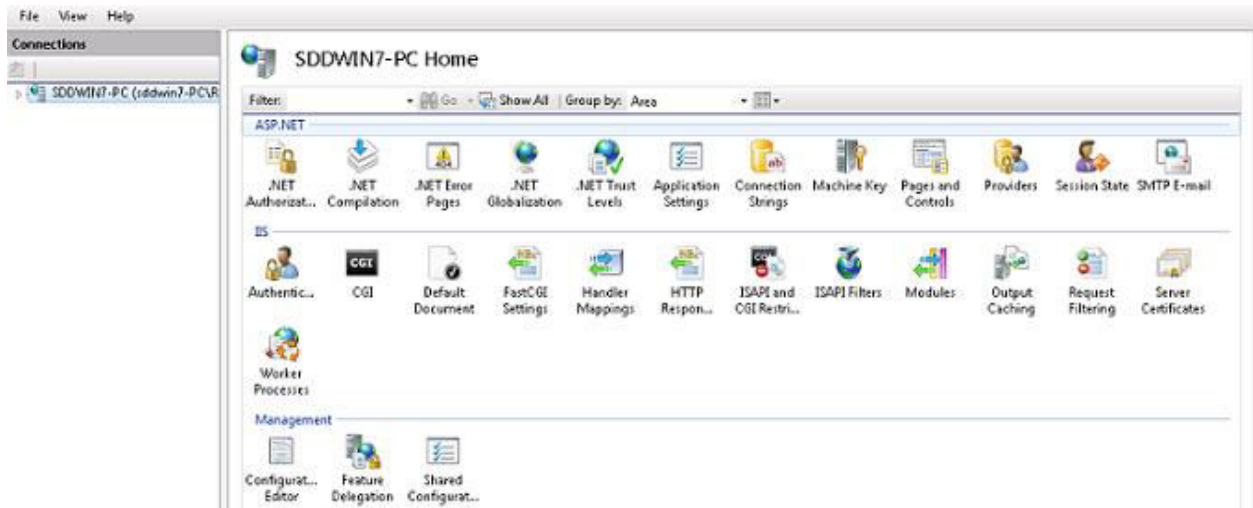 File View Help
Connections
SDDWIN7-PC Home
SDDWIN7-PC (sddwin7-PC\R
Filter: Go Show All Group by: Area
ASP.NET
.NET Authorizat...
.NET Compilation
.NET Error Pages
.NET Globalization
.NET Trust Levels
Application Settings
Connection Strings
Machine Key
Pages and Controls
Providers
Session State
SMTP E-mail
IIS
Authentic...
CGI
Default Document
FastCGI Settings
Handler Mappings
HTTP Respon...
ISAPI and CGI Restri...
ISAPI Filters
Modules
Output Caching
Request Filtering
Server Certificates
Worker Processes
Management
Configurat... Editor
Feature Delegation
Shared Configurat...